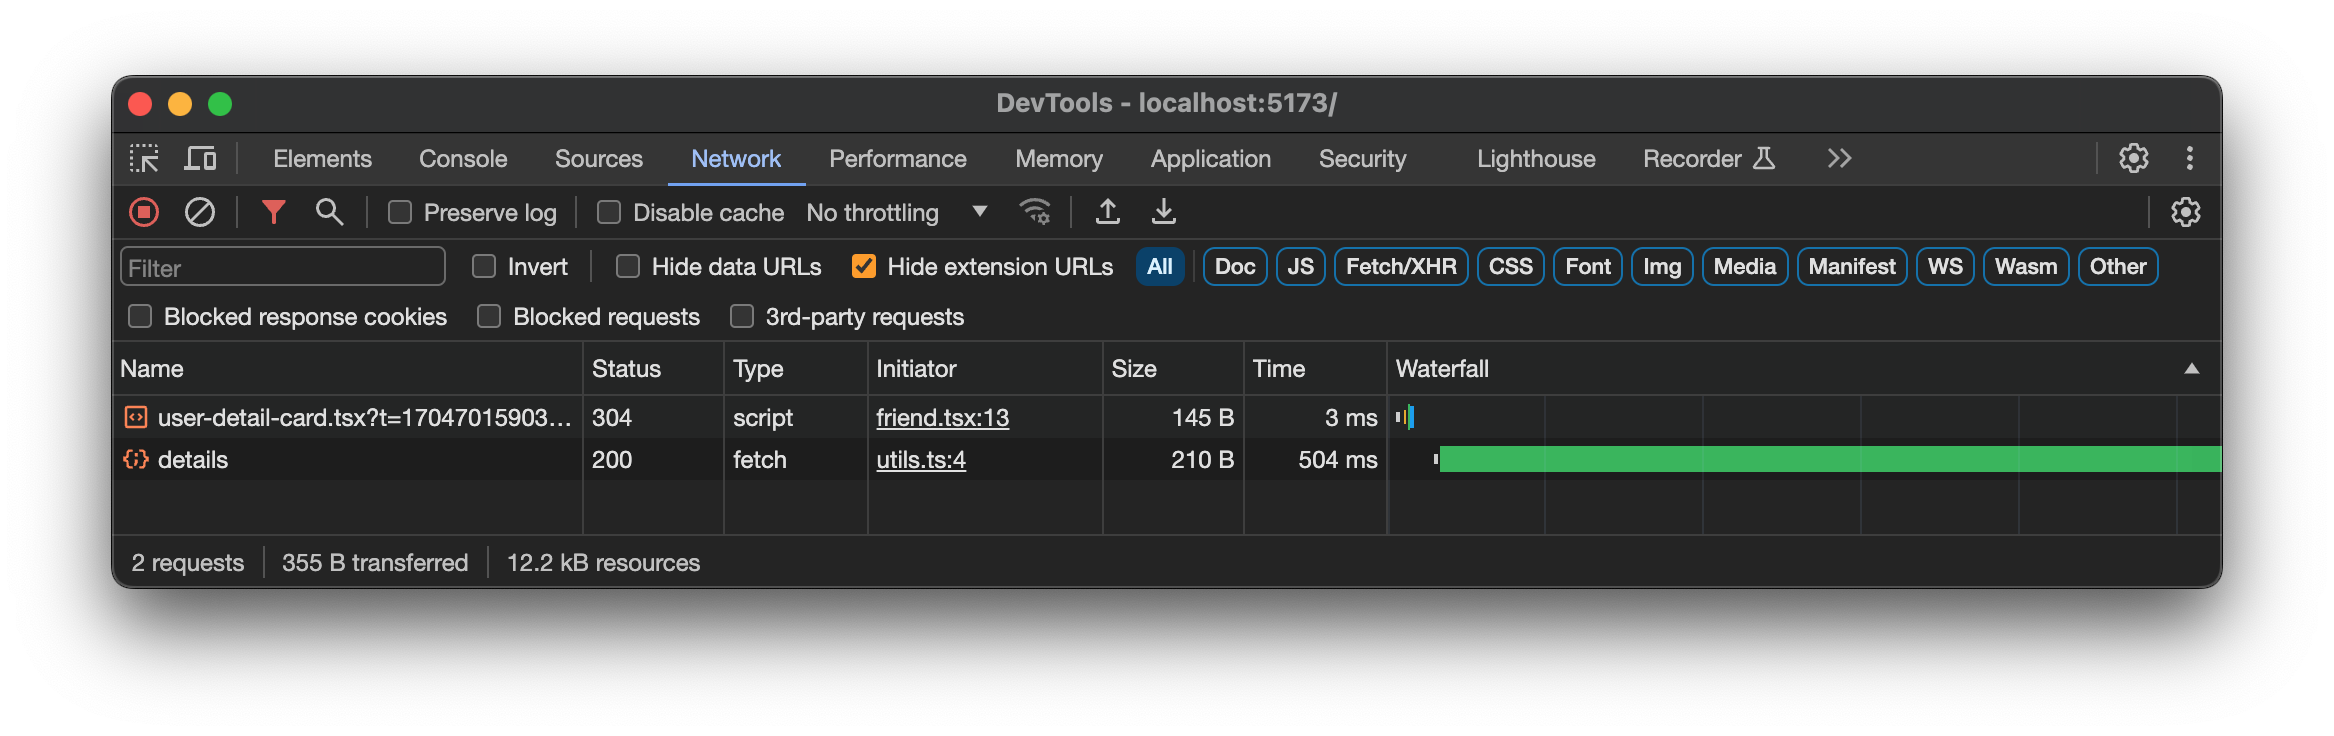 DevTools - localhost:5173/
Elements Console Sources Network Performance Memory Application Security Lighthouse Recorder
Preserve log Disable cache No throttling
Filter Invert Hide data URLs Hide extension URLs All Doc JS Fetch/XHR CSS Font Img Media Manifest WS Wasm Other
Blocked response cookies Blocked requests 3rd-party requests
Name Status Type Initiator Size Time Waterfall
user-detail-card.tsx?t=17047015903... 304 script friend.tsx:13 145 B 3 ms
details 200 fetch utils.ts:4 210 B 504 ms
2 requests 355 B transferred 12.2 kB resources